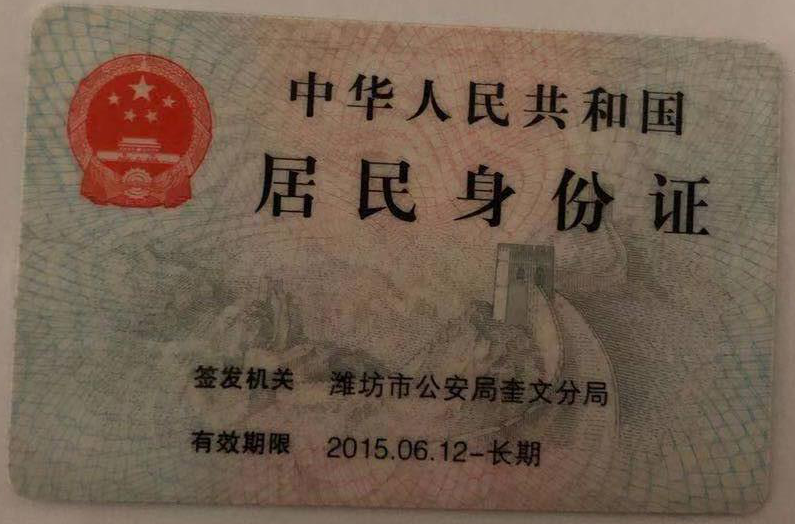 中华人民共和国
居民身份证
签发机关 潍坊市公安局奎文分局
有效期限 2015.06.12-长期